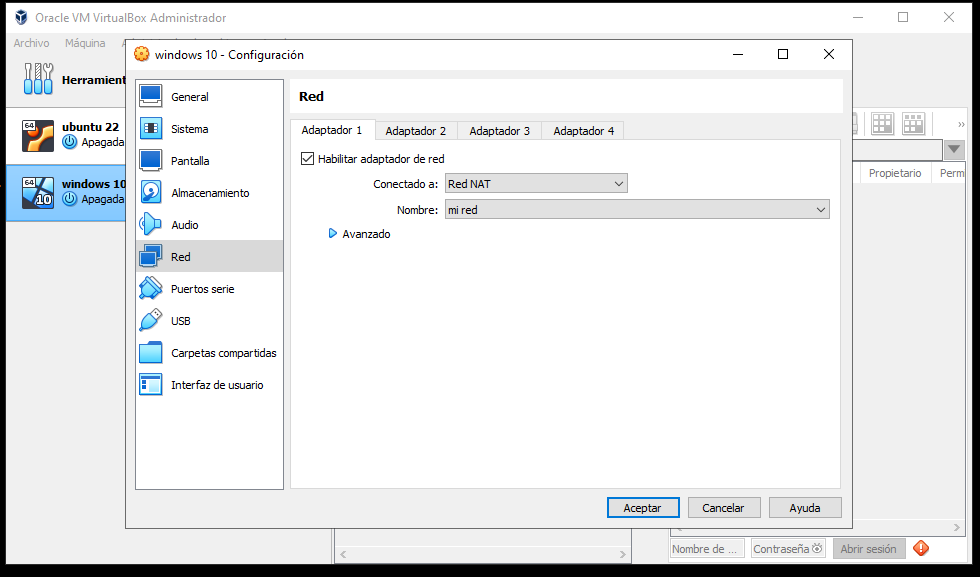 Oracle VM VirtualBox Administrador
Archivo Máquina
windows 10 - Configuración
Herramient
64
ubuntu 22
Apagada
64
10
windows 10
Apagada
General
Sistema
Pantalla
Almacenamiento
Audio
Red
Puertos serie
USB
Carpetas compartidas
Interfaz de usuario
Red
Adaptador 1 Adaptador 2 Adaptador 3 Adaptador 4
Habilitar adaptador de red
Conectado a: Red NAT
Nombre: mi red
Avanzado
Aceptar Cancelar Ayuda
Propietario Perm
Nombre de ... Contraseña Abrir sesión